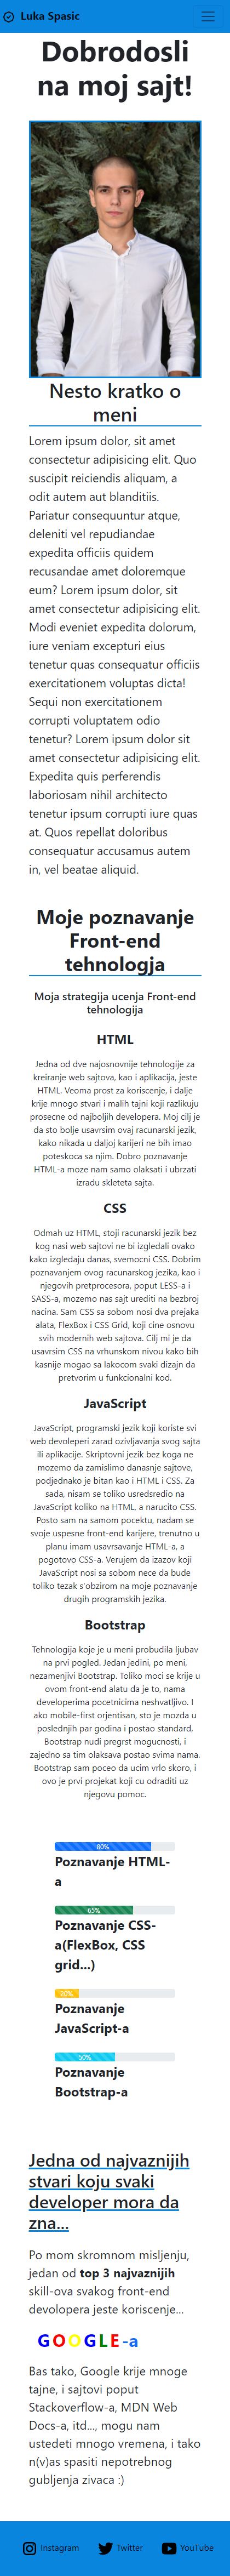 Luka Spasic
Dobrodosli
na moj sajt!
Nesto kratko o
meni
Lorem ipsum dolor, sit amet
consectetur adipisicing elit. Quo
suscipit reiciendis aliquam, a
odit autem aut blanditiis.
Pariatur consequuntur atque,
deleniti vel repudiandae
expedita officiis quidem
recusandae amet doloremque
eum? Lorem ipsum dolor, sit
amet consectetur adipisicing elit.
Modi eveniet expedita dolorum,
iure veniam excepturi eius
tenetur quas consequatur officiis
exercitationem voluptas dicta!
Sequi non exercitationem
corrupti voluptatem odio
tenetur? Lorem ipsum dolor sit
amet consectetur adipisicing elit.
Expedita quis perferendis
laboriosam nihil architecto
tenetur ipsum corrupti iure quas
at. Quos repellat doloribus
consequatur accusamus autem
in, vel beatae aliquid.
Moje poznavanje
Front-end
tehnologja
Moja strategija ucenja Front-end
tehnologija
HTML
Jedna od dve najosnovnije tehnologije za
kreiranje web sajtova, kao i aplikacija, jeste
HTML. Veoma prost za koriscenje, i dalje
krije mnogo stvari i malih tajni koji razlikuju
prosecne od najboljih developera. Moj cilj je
da sto bolje usavrsim ovaj racunarski jezik,
kako nikada u daljoj karijeri ne bih imao
poteskoca sa njim. Dobro poznavanje
HTML-a moze nam samo olaksati i ubrzati
izradu skleteta sajta.
CSS
Odmah uz HTML, stoji racunarski jezik bez
kog nasi web sajtovi ne bi izgledali ovako
kako izgledaju danas, svemocni CSS. Dobrim
poznavanjem ovog racunarskog jezika, kao i
njegovih pretprocesora, poput LESS-a i
SASS-a, mozemo nas sajt urediti na bezbroj
nacina. Sam CSS sa sobom nosi dva prejaka
alata, FlexBox i CSS Grid, koji cine osnovu
svih modernih web sajtova. Cilj mi je da
usavrsim CSS na vrhunskom nivou kako bih
kasnije mogao sa lakocom svaki dizajn da
pretvorim u funkcionalni kod.
JavaScript
JavaScript, programski jezik koji koriste svi
web devoleperi zarad ozivljavanja svog sajta
ili aplikacije. Skriptovni jezik bez koga ne
mozemo da zamislimo danasnje sajtove,
podjednako je bitan kao i HTML i CSS. Za
sada, nisam se toliko usredsredio na
JavaScript koliko na HTML, a narucito CSS.
Posto sam na samom pocektu, nadam se
svoje uspesne front-end karijere, trenutno u
planu imam usavrsavanje HTML-a, a
pogotovo CSS-a. Verujem da izazov koji
JavaScript nosi sa sobom nece da bude
toliko tezak s'obzirom na moje poznavanje
drugih programskih jezika.
Bootstrap
Tehnologija koje je u meni probudila ljubav
na prvi pogled. Jedan jedini, po meni,
nezamenjivi Bootstrap. Toliko moci se krije u
ovom front-end alatu da je to, nama
developerima pocetnicima neshvatljivo. I
ako mobile-first orjentisan, sto je mozda u
poslednjih par godina i postao standard,
Bootstrap nudi pregrst mogucnosti, i
zajedno sa tim olaksava postao svima nama.
Bootstrap sam poceo da ucim vrlo skoro, i
ovo je prvi projekat koji cu odraditi uz
njegovu pomoc.
80%
Poznavanje HTML-
a
65%
Poznavanje CSS-
a(FlexBox, CSS
grid...)
20%
Poznavanje
JavaScript-a
50%
Poznavanje
Bootstrap-a
Jedna od najvaznijih
stvari koju svaki
developer mora da
zna...
Po mom skromnom misljenju,
jedan od top 3 najvaznijih
skill-ova svakog front-end
devolopera jeste koriscenje...
GOOGLE-a
Bas tako, Google krije mnoge
tajne, i sajtovi poput
Stackoverflow-a, MDN Web
Docs-a, itd..., mogu nam
ustedeti mnogo vremena, i tako
n(v)as spasiti nepotrebnog
gubljenja zivaca :)
Instagram Twitter YouTube